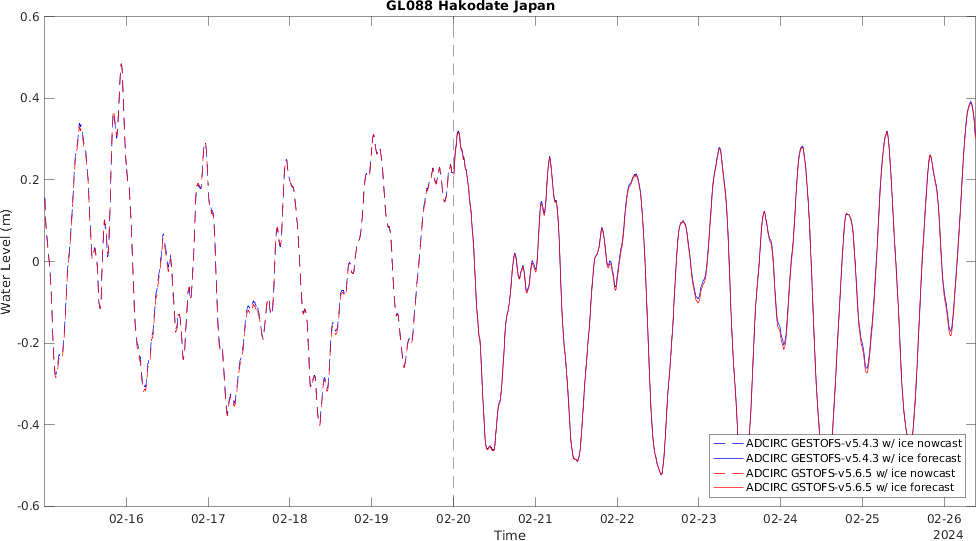 GL088 Hakodate Japan
0.6
0.4
0.2
0
-0.2
-0.4
-0.6
Water Level (m)
ADCIRC GESTOFS-v5.4.3 w/ ice nowcast
ADCIRC GESTOFS-v5.4.3 w/ ice forecast
ADCIRC GSTOFS-v5.6.5 w/ ice nowcast
ADCIRC GSTOFS-v5.6.5 w/ ice forecast
02-16 02-17 02-18 02-19 02-20 02-21 02-22 02-23 02-24 02-25 02-26
Time
2024